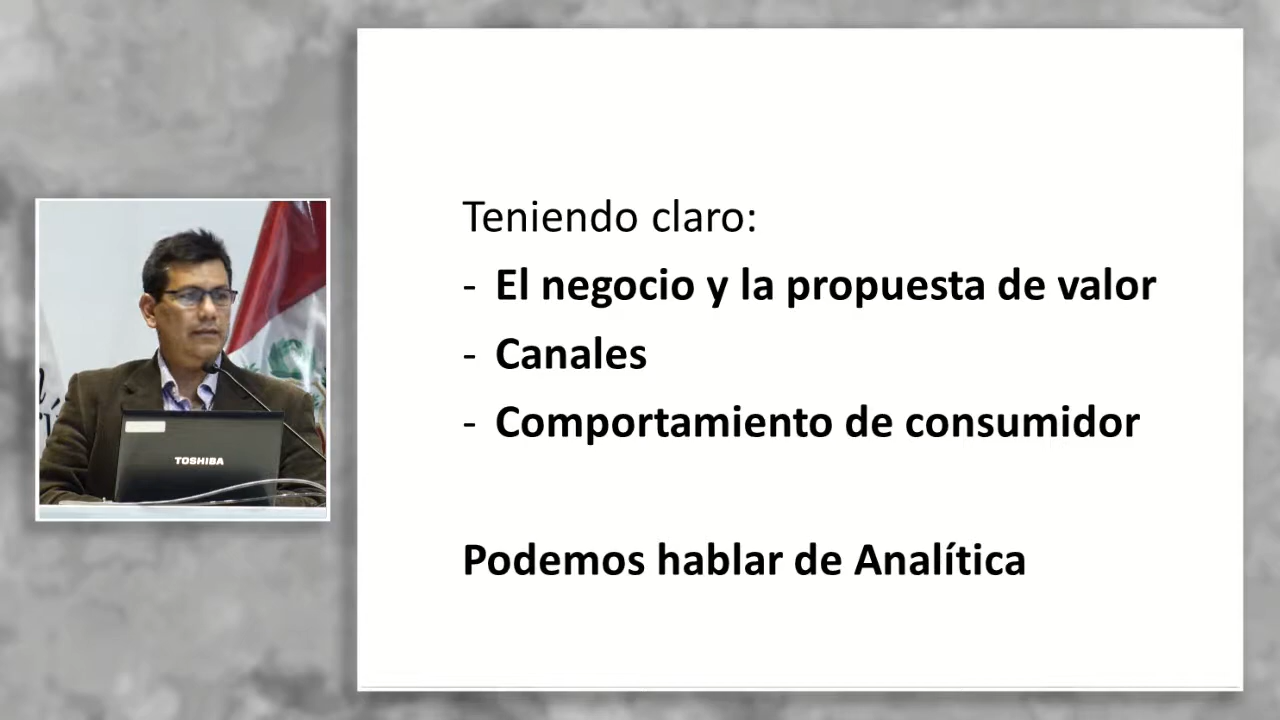 Teniendo claro:
- El negocio y la propuesta de valor
- Canales
- Comportamiento de consumidor
Podemos hablar de Analítica
TOSHIBA